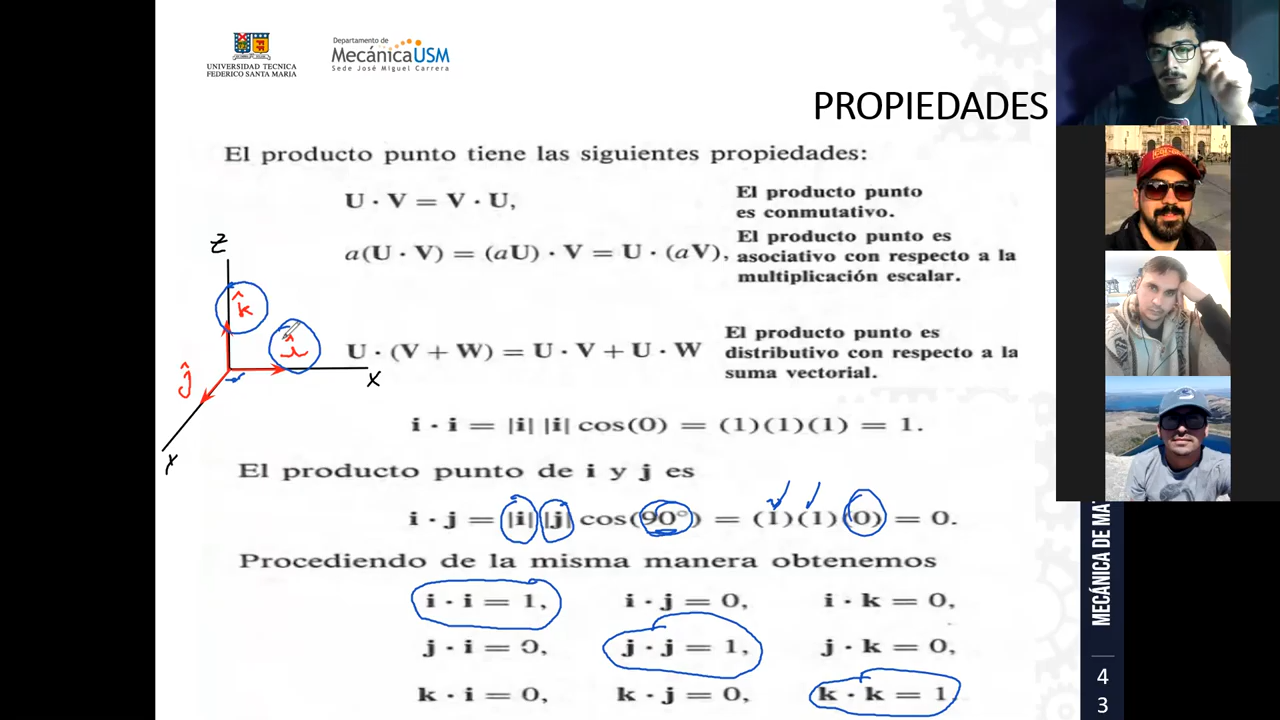 UNIVERSIDAD TECNICA
FEDERICO SANTA MARIA
Departamento de
MecánicaUSM
Sede José Miguel Carrera
PROPIEDADES
El producto punto tiene las siguientes propiedades:
U · V = V · U,
El producto punto
es conmutativo.
a(U · V) = (aU) · V = U · (aV),
El producto punto es
asociativo con respecto a la
multiplicación escalar.
U · (V + W) = U · V + U · W
El producto punto es
distributivo con respecto a la
suma vectorial.
z
k̂
î
ĵ
x
i · i = |i| |i| cos(0) = (1)(1)(1) = 1.
El producto punto de i y j es
i · j = |i| |j| cos(90°) = (1)(1)(0) = 0.
Procediendo de la misma manera obtenemos
i · i = 1, i · j = 0, i · k = 0,
j · i = 0, j · j = 1, j · k = 0,
k · i = 0, k · j = 0, k · k = 1
MECÁNICA DE MA
4
3